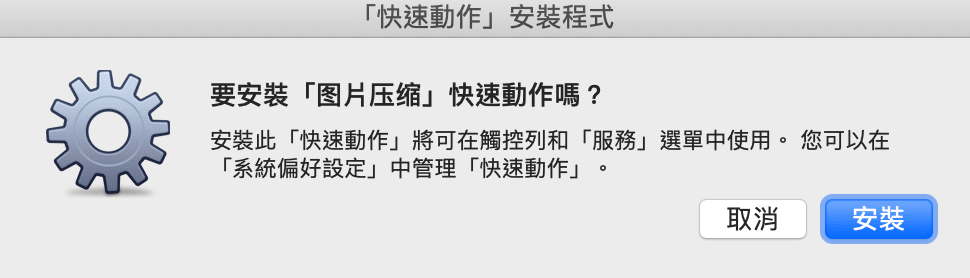 「快速動作」安裝程式
要安裝「图片压缩」快速動作嗎？
安裝此「快速動作」將可在觸控列和「服務」選單中使用。 您可以在
「系統偏好設定」中管理「快速動作」。
取消
安裝